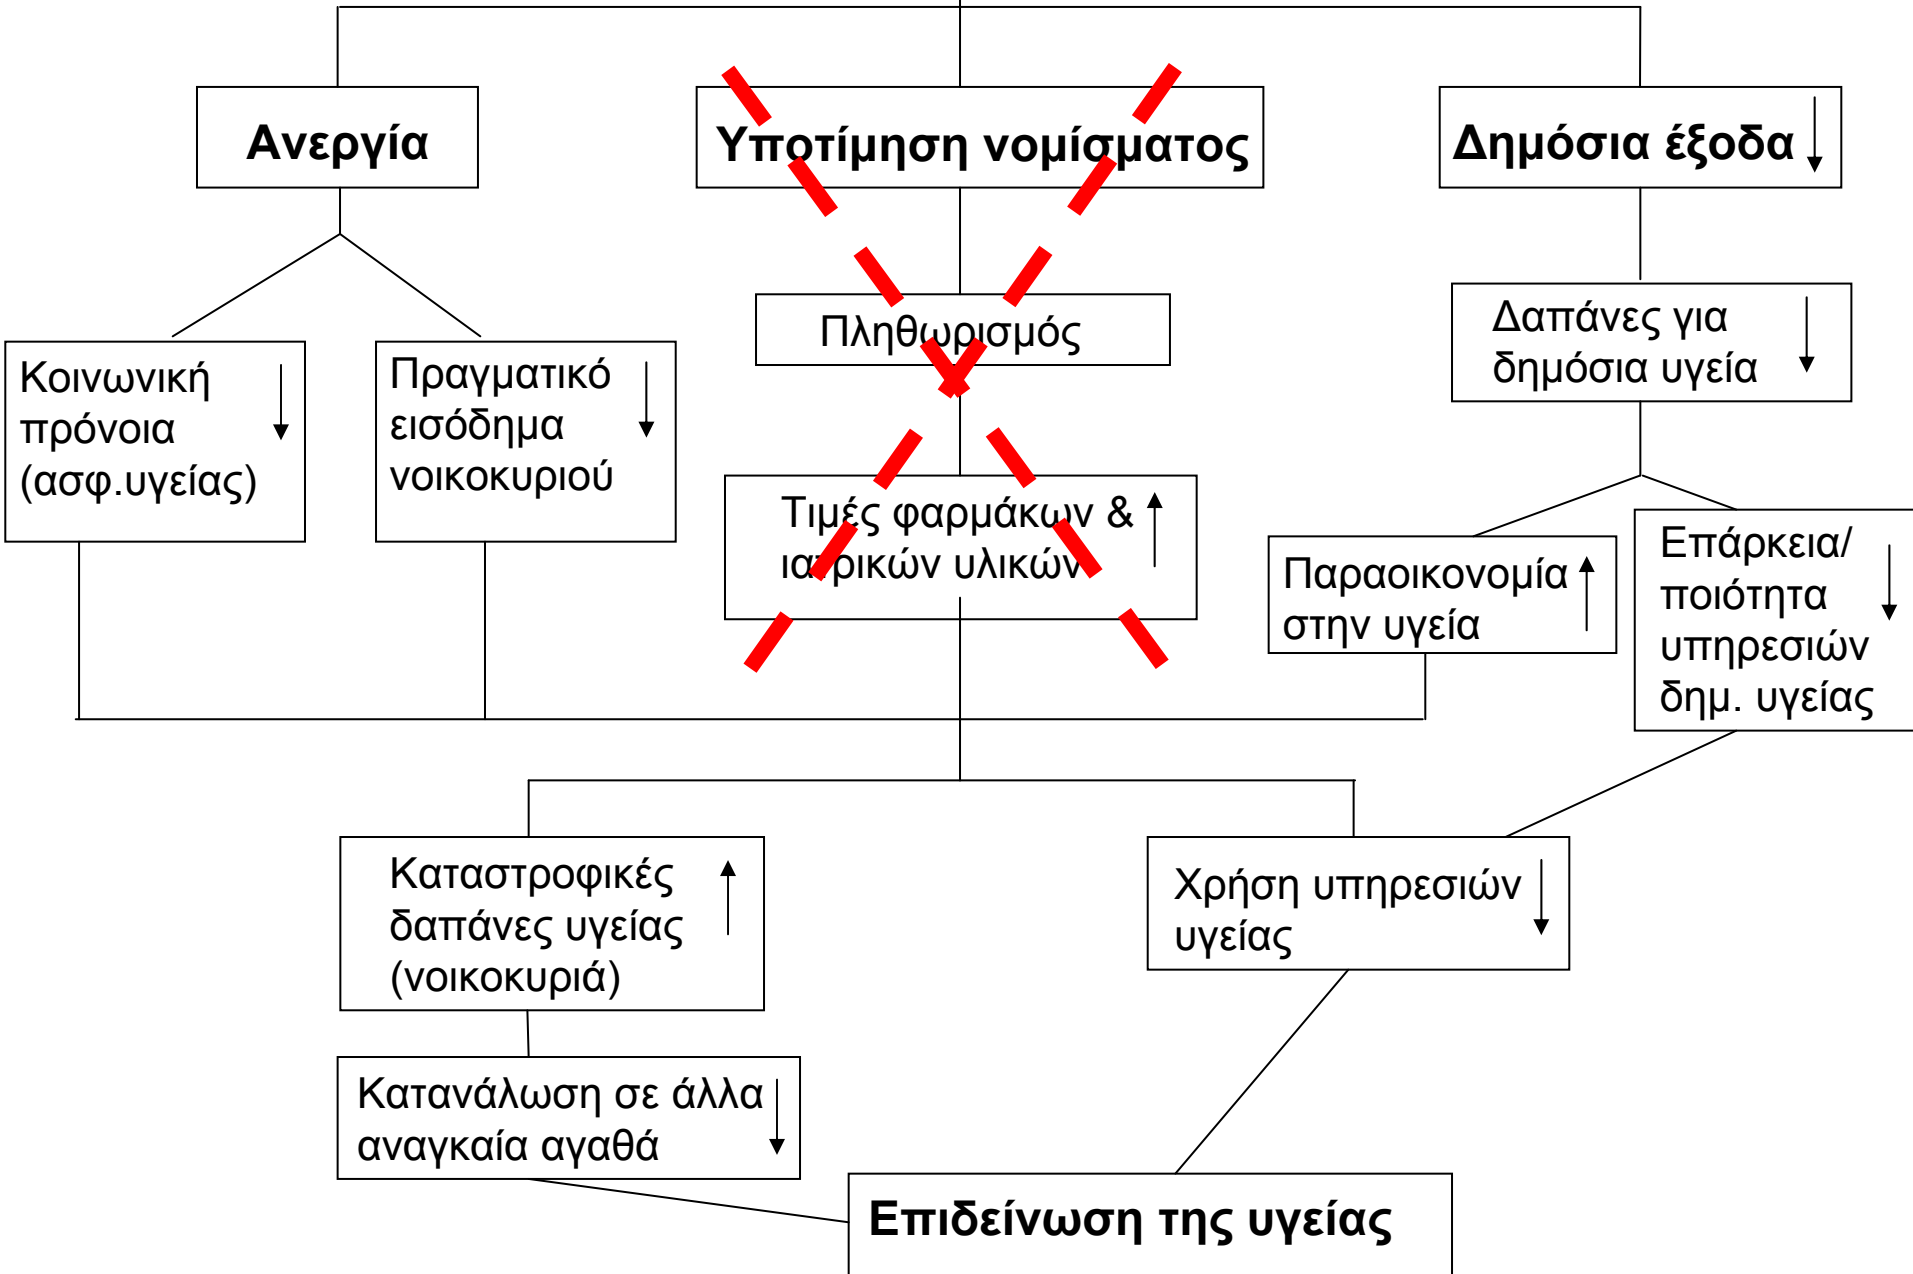 Ανεργία
Υποτίμηση νομίσματος
Δημόσια έξοδα
Κοινωνική
πρόνοια
(ασφ.υγείας)
Πραγματικό
εισόδημα
νοικοκυριού
Πληθωρισμός
Τιμές φαρμάκων &
ιατρικών υλικών
Δαπάνες για
δημόσια υγεία
Παραοικονομία
στην υγεία
Επάρκεια/
ποιότητα
υπηρεσιών
δημ. υγείας
Καταστροφικές
δαπάνες υγείας
(νοικοκυριά)
Χρήση υπηρεσιών
υγείας
Κατανάλωση σε άλλα
αναγκαία αγαθά
Επιδείνωση της υγείας